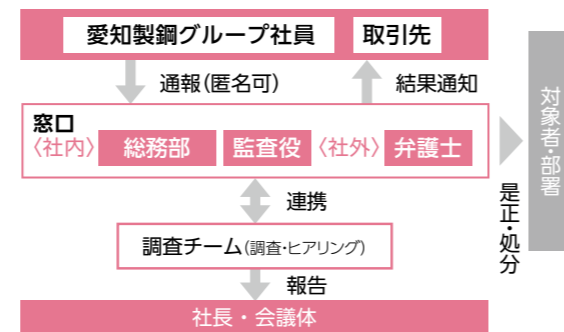 愛知製鋼グループ社員
取引先
通報(匿名可)
結果通知
窓口
〈社内〉 総務部 監査役 〈社外〉 弁護士
対象者・部署
是正・処分
連携
調査チーム(調査・ヒアリング)
報告
社長・会議体